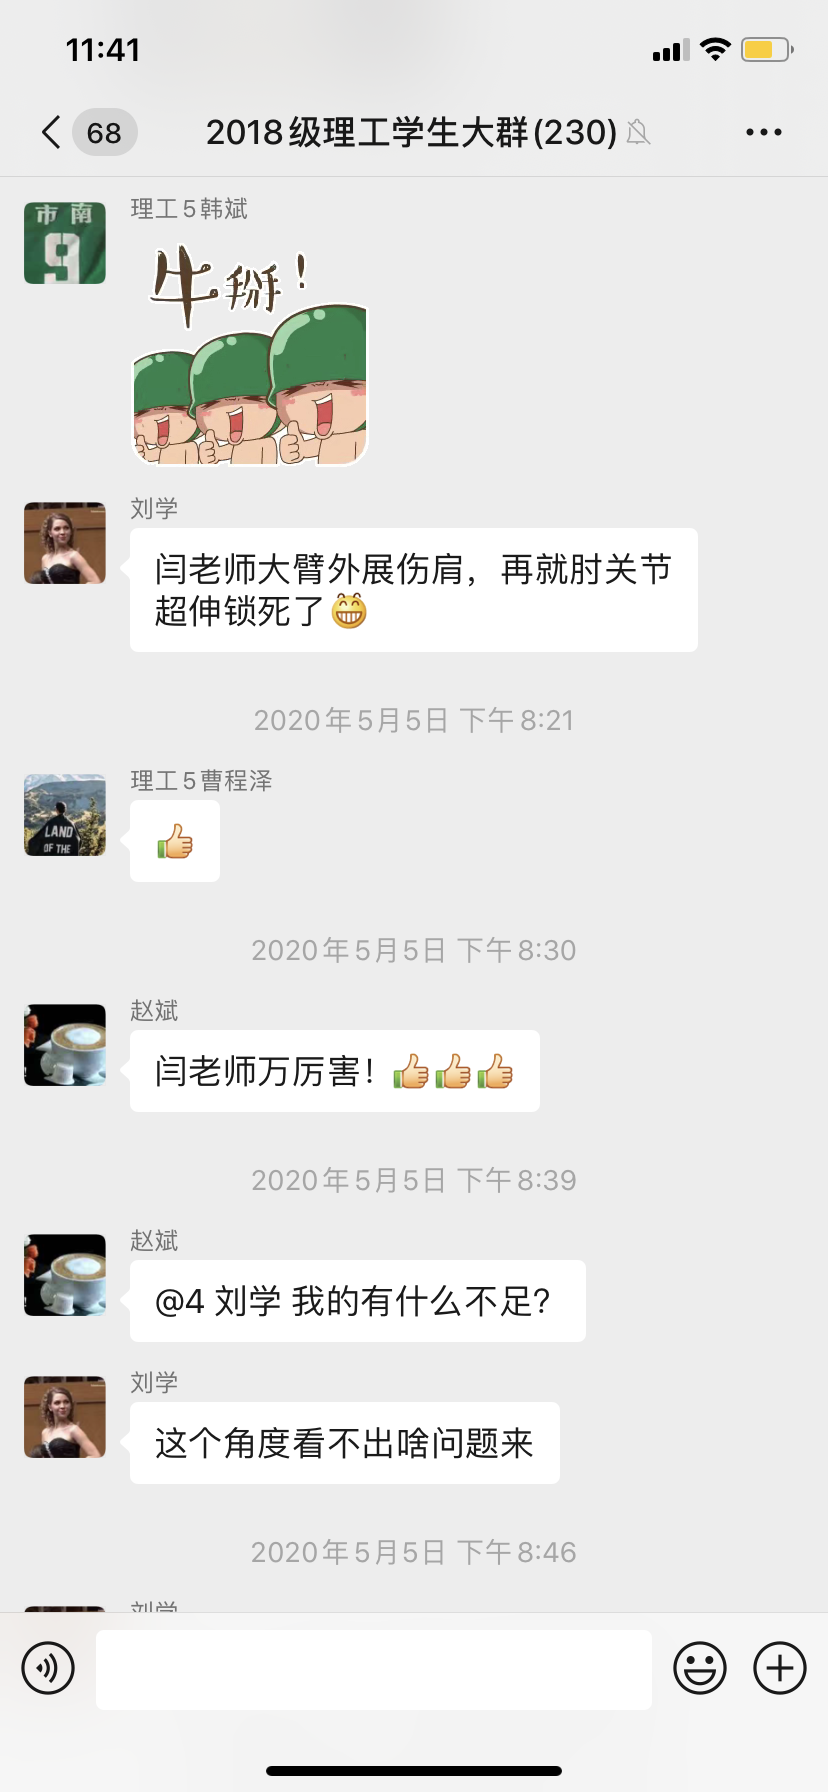 11:41
68
2018级理工学生大群(230)
理工5韩斌
市南
9
牛掰!
刘学
闫老师大臂外展伤肩，再就肘关节
超伸锁死了
2020年5月5日 下午8:21
理工5曹程泽
LAND
OF THE
2020年5月5日 下午8:30
赵斌
闫老师万厉害！
2020年5月5日 下午8:39
赵斌
@4 刘学 我的有什么不足?
刘学
这个角度看不出啥问题来
2020年5月5日 下午8:46
刘学